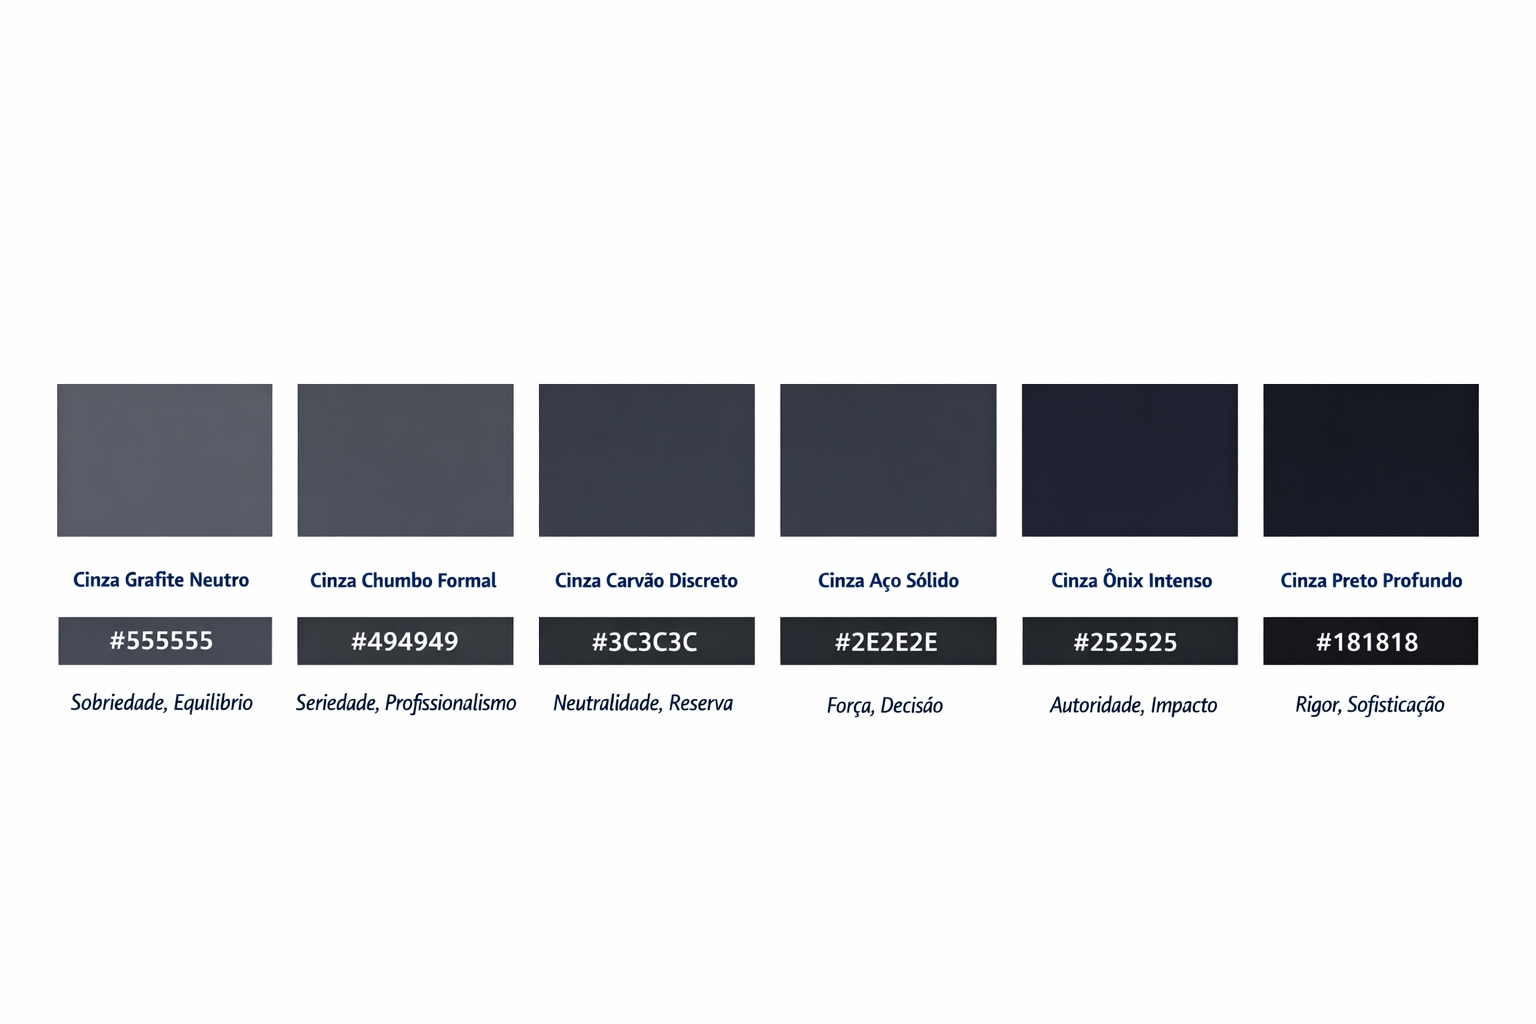 Cinza Grafite Neutro
Cinza Chumbo Formal
Cinza Carvão Discreto
Cinza Aço Sólido
Cinza Ônix Intenso
Cinza Preto Profundo
#555555
#494949
#3C3C3C
#2E2E2E
#252525
#181818
Sobriedade, Equilibrio
Seriedade, Profissionalismo
Neutralidade, Reserva
Força, Decisáo
Autoridade, Impacto
Rigor, Sofisticação